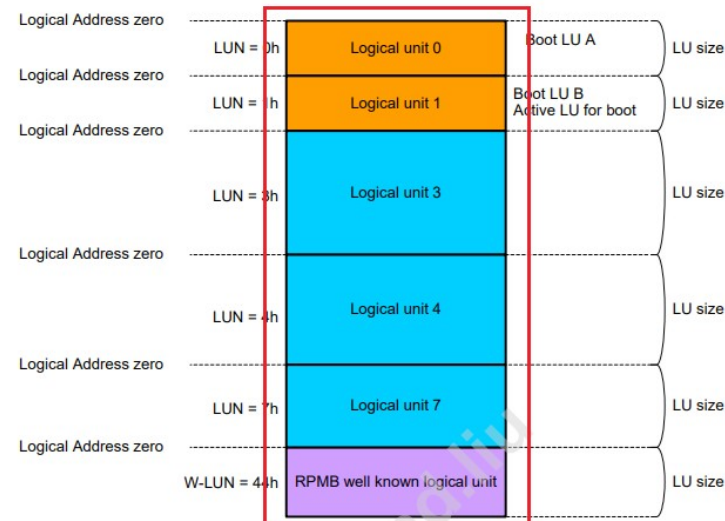 Logical Address zero
LUN = 0h Logical unit 0 Boot LU A LU size
Logical Address zero
LUN = 1h Logical unit 1 Boot LU B LU size
Active LU for boot
Logical Address zero
LUN = 3h Logical unit 3 LU size
Logical Address zero
LUN = 4h Logical unit 4 LU size
Logical Address zero
LUN = 7h Logical unit 7 LU size
Logical Address zero
W-LUN = 44h RPMB well known logical unit LU size